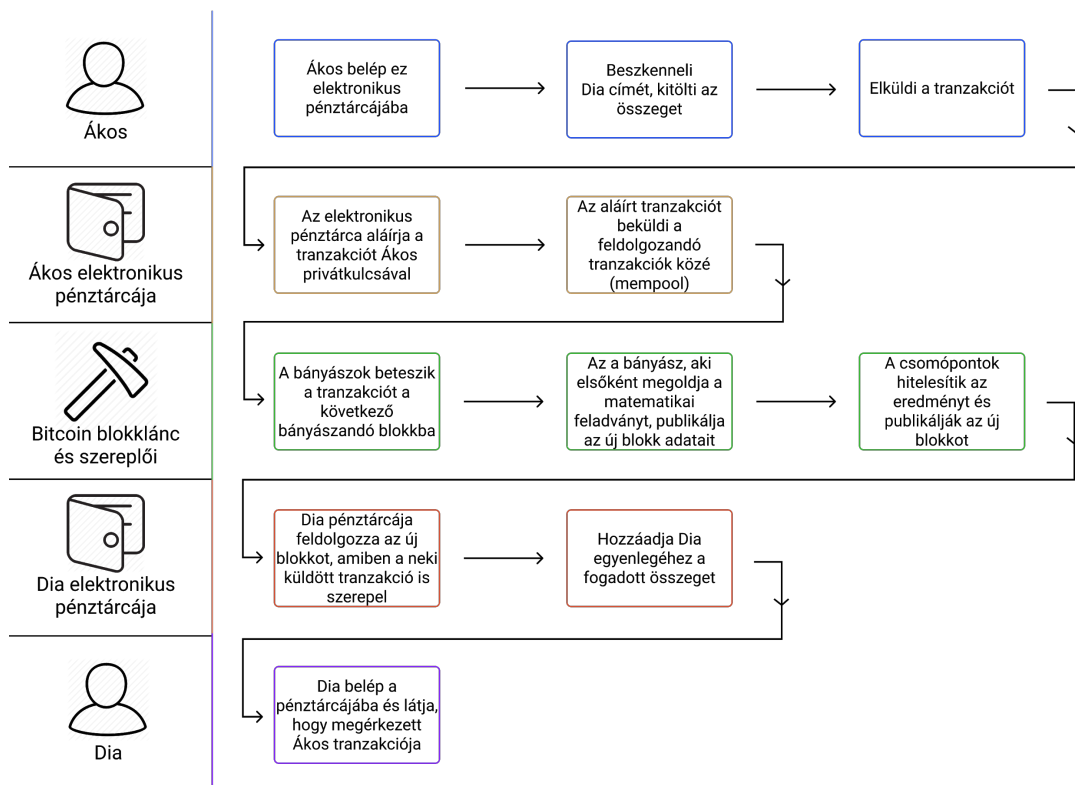 Ákos
Ákos belép ez
elektronikus
pénztárcájába
Beszkenneli
Dia címét, kitölti az
összeget
Elküldi a tranzakciót
Ákos elektronikus
pénztárcája
Az elektronikus
pénztárca aláírja a
tranzakciót Ákos
privátkulcsával
Az aláírt tranzakciót
beküldi a
feldolgozandó
tranzakciók közé
(mempool)
Bitcoin blokklánc
és szereplői
A bányászok beteszik
a tranzakciót a
következő
bányászandó blokkba
Az a bányász, aki
elsőként megoldja a
matematikai
feladványt, publikálja
az új blokk adatait
A csomópontok
hitelesítik az
eredményt és
publikálják az új
blokkot
Dia elektronikus
pénztárcája
Dia pénztárcája
feldolgozza az új
blokkot, amiben a neki
küldött tranzakció is
szerepel
Hozzáadja Dia
egyenlegéhez a
fogadott összeget
Dia
Dia belép a
pénztárcájába és látja,
hogy megérkezett
Ákos tranzakciója